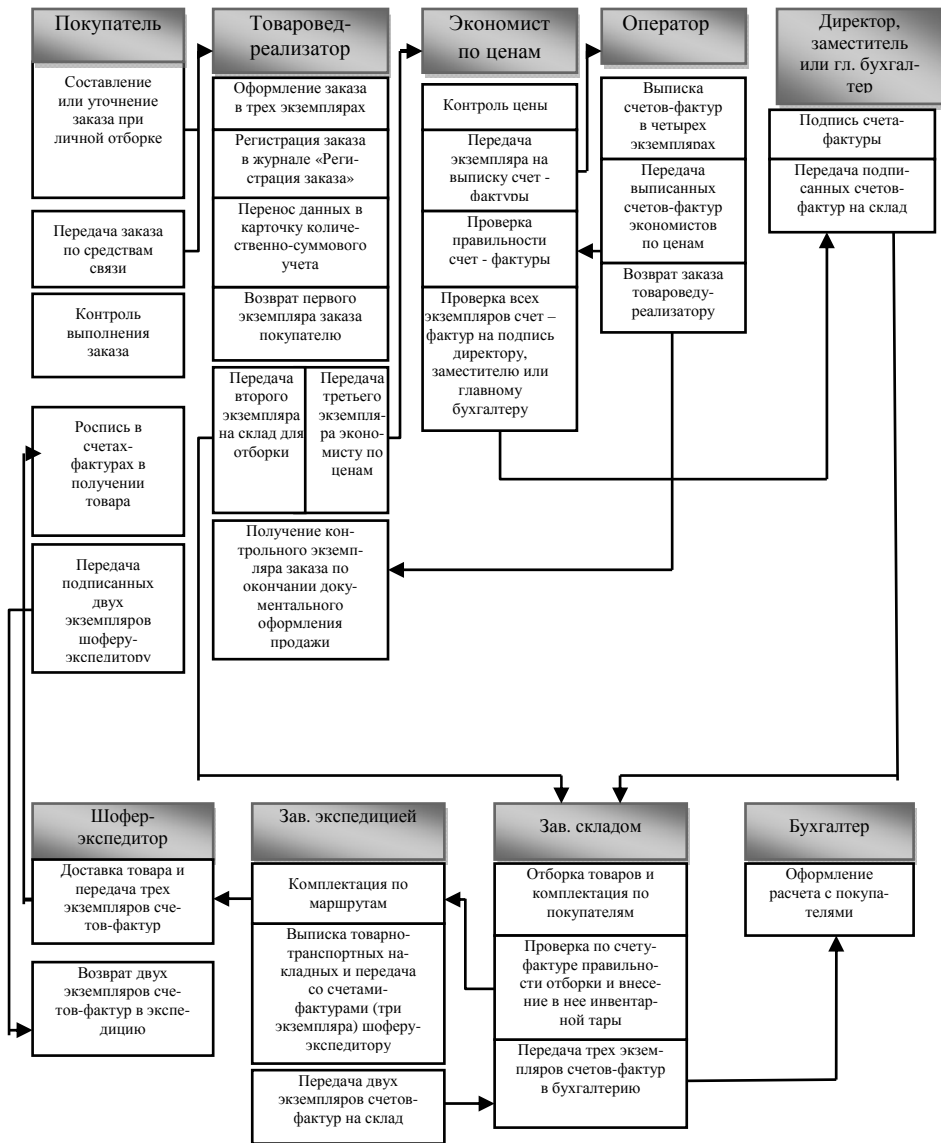 Покупатель
Составление
или уточнение
заказа при
личной отборке
Передача заказа
по средствам
связи
Контроль
выполнения
заказа
Роспись в
счетах-
фактурах в
получении
товара
Передача
подписанных
двух
экземпляров
шоферу-
экспедитору
Товаровед-
реализатор
Оформление заказа
в трех экземплярах
Регистрация заказа
в журнале «Реги-
страция заказа»
Перенос данных в
карточку количе-
ственно-суммового
учета
Возврат первого
экземпляра заказа
покупателю
Передача
второго
экземпляра
на склад для
отборки
Передача
третьего
экземпля-
ра эконо-
мисту по
ценам
Получение кон-
трольного экзем-
пляра заказа по
окончании доку-
ментального
оформления
продажи
Экономист
по ценам
Контроль цены
Передача
экземпляра на
выписку счет -
фактуры
Проверка
правильности
счет - фактуры
Проверка всех
экземпляров счет –
фактур на подпись
директору,
заместителю или
главному
бухгалтеру
Оператор
Выписка
счетов-фактур
в четырех
экземплярах
Передача
выписанных
счетов-фактур
экономистов
по ценам
Возврат заказа
товароведу-
реализатору
Директор,
заместитель
или гл. бухгал-
тер
Подпись счета-
фактуры
Передача подпи-
санных счетов-
фактур на склад
Шофер-
экспедитор
Доставка товара и
передача трех
экземпляров сче-
тов-фактур
Возврат двух
экземпляров сче-
тов-фактур в экспе-
дицию
Зав. экспедицией
Комплектация по
маршрутам
Выписка товарно-
транспортных на-
кладных и передача
со счетами-
фактурами (три
экземпляра) шоферу-
экспедитору
Передача двух
экземпляров счетов-
фактур на склад
Зав. складом
Отборка товаров и
комплектация по
покупателям
Проверка по счету-
фактуре правильно-
сти отборки и внесе-
ние в нее инвентар-
ной тары
Передача трех экзем-
пляров счетов-фактур
в бухгалтерию
Бухгалтер
Оформление
расчета с покупа-
телями